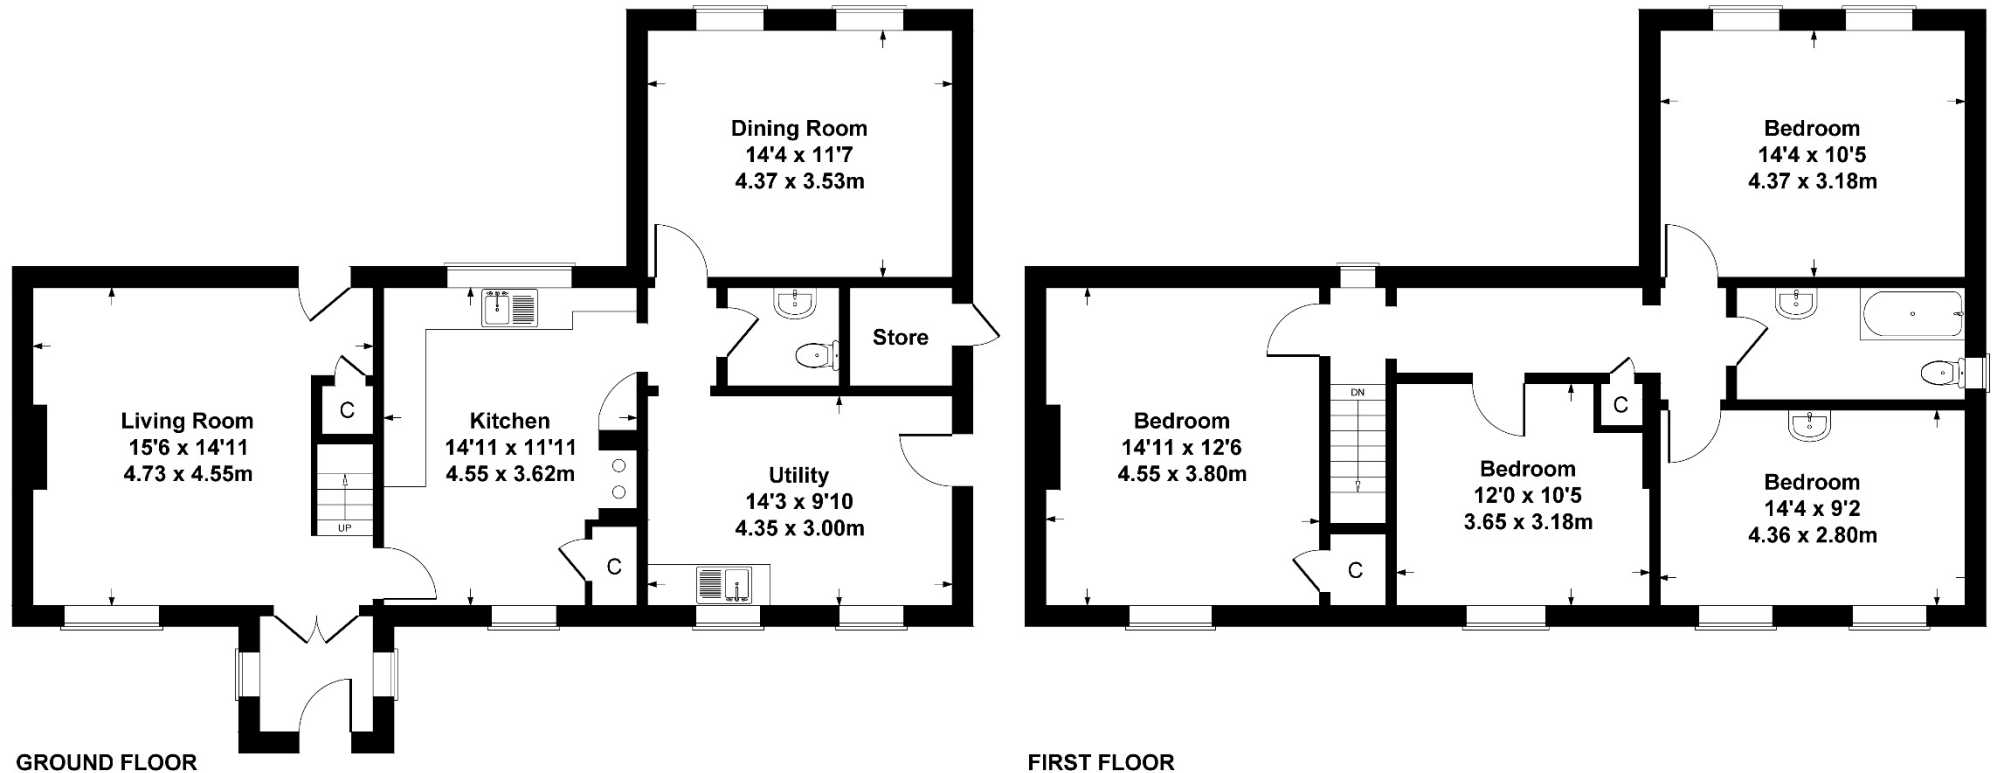 Dining Room
14'4 x 11'7
4.37 x 3.53m
Store
C
Living Room
15'6 x 14'11
4.73 x 4.55m
UP
Kitchen
14'11 x 11'11
4.55 x 3.62m
C
Utility
14'3 x 9'10
4.35 x 3.00m
GROUND FLOOR
Bedroom
14'4 x 10'5
4.37 x 3.18m
Bedroom
14'11 x 12'6
4.55 x 3.80m
DN
C
C
Bedroom
12'0 x 10'5
3.65 x 3.18m
Bedroom
14'4 x 9'2
4.36 x 2.80m
FIRST FLOOR